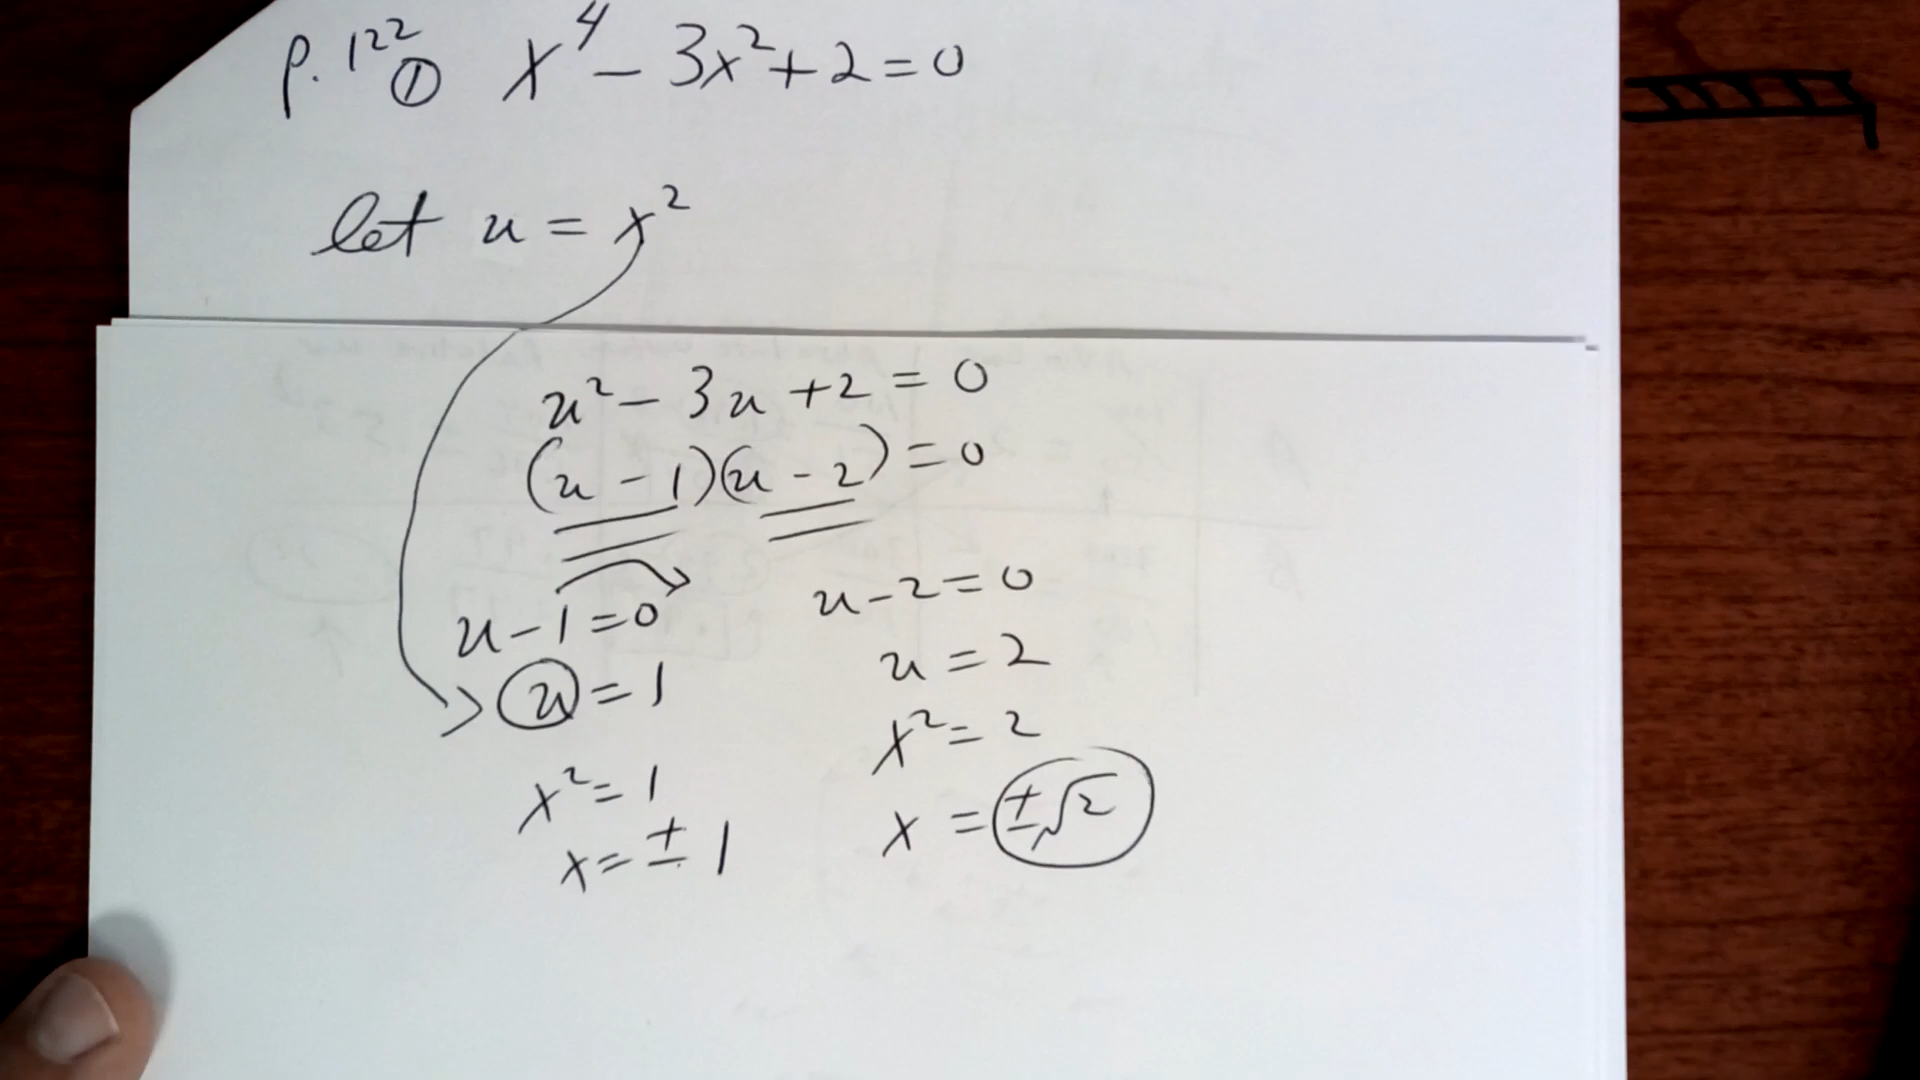 p. 122 ① x⁴ - 3x² + 2 = 0
let u = x²
u² - 3u + 2 = 0
(u - 1)(u - 2) = 0
u - 1 = 0
u = 1
x² = 1
x = ± 1
u - 2 = 0
u = 2
x² = 2
x = ±√2